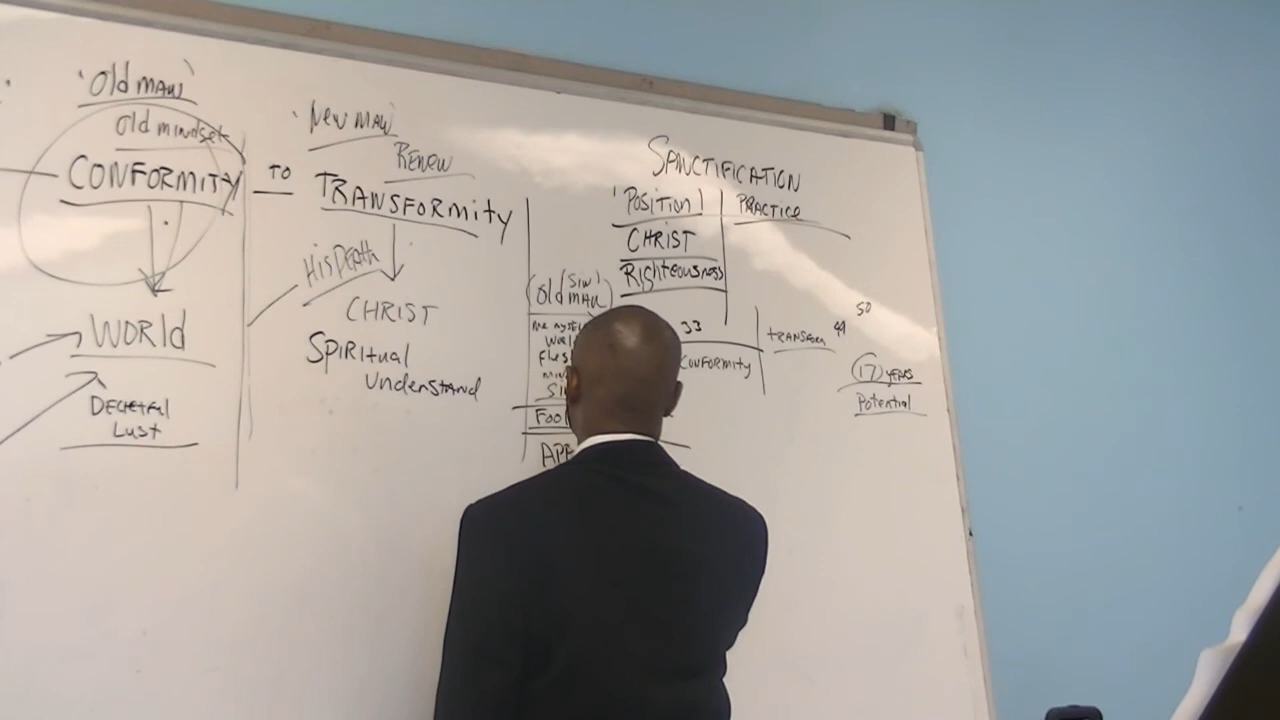 'Old MAN'
Old mindset
CONFORMITY
TO
WORLD
DECEITFUL
LUST
'New MAN'
RENEW
TRANSFORMITY
HIS DEATH
CHRIST
SPIRITUAL
UNDERSTAND
SANCTIFICATION
'POSITION'
PRACTICE
CHRIST
Righteousness
(Old SIN MAN)
33
CONFORMITY
TRANSFORM
49
50
17 YEARS
Potential